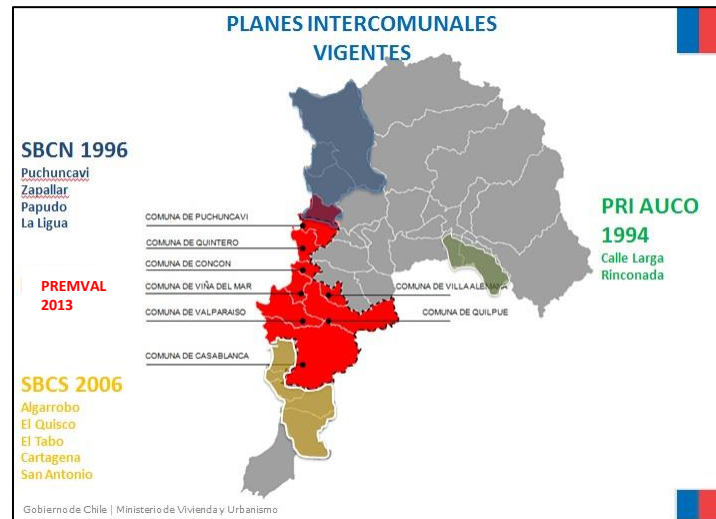 PLANES INTERCOMUNALES
VIGENTES
SBCN 1996
Puchuncavi
Zapallar
Papudo
La Ligua
COMUNA DE PUCHUNCAVI
COMUNA DE QUINTERO
COMUNA DE CONCON
COMUNA DE VIÑA DEL MAR
COMUNA DE VALPARAISO
COMUNA DE CASABLANCA
COMUNA DE VILLA ALEMANA
COMUNA DE QUILPUE
PREMVAL
2013
PRI AUCO
1994
Calle Larga
Rinconada
SBCS 2006
Algarrobo
El Quisco
El Tabo
Cartagena
San Antonio
Gobierno de Chile | Ministerio de Vivienda y Urbanismo